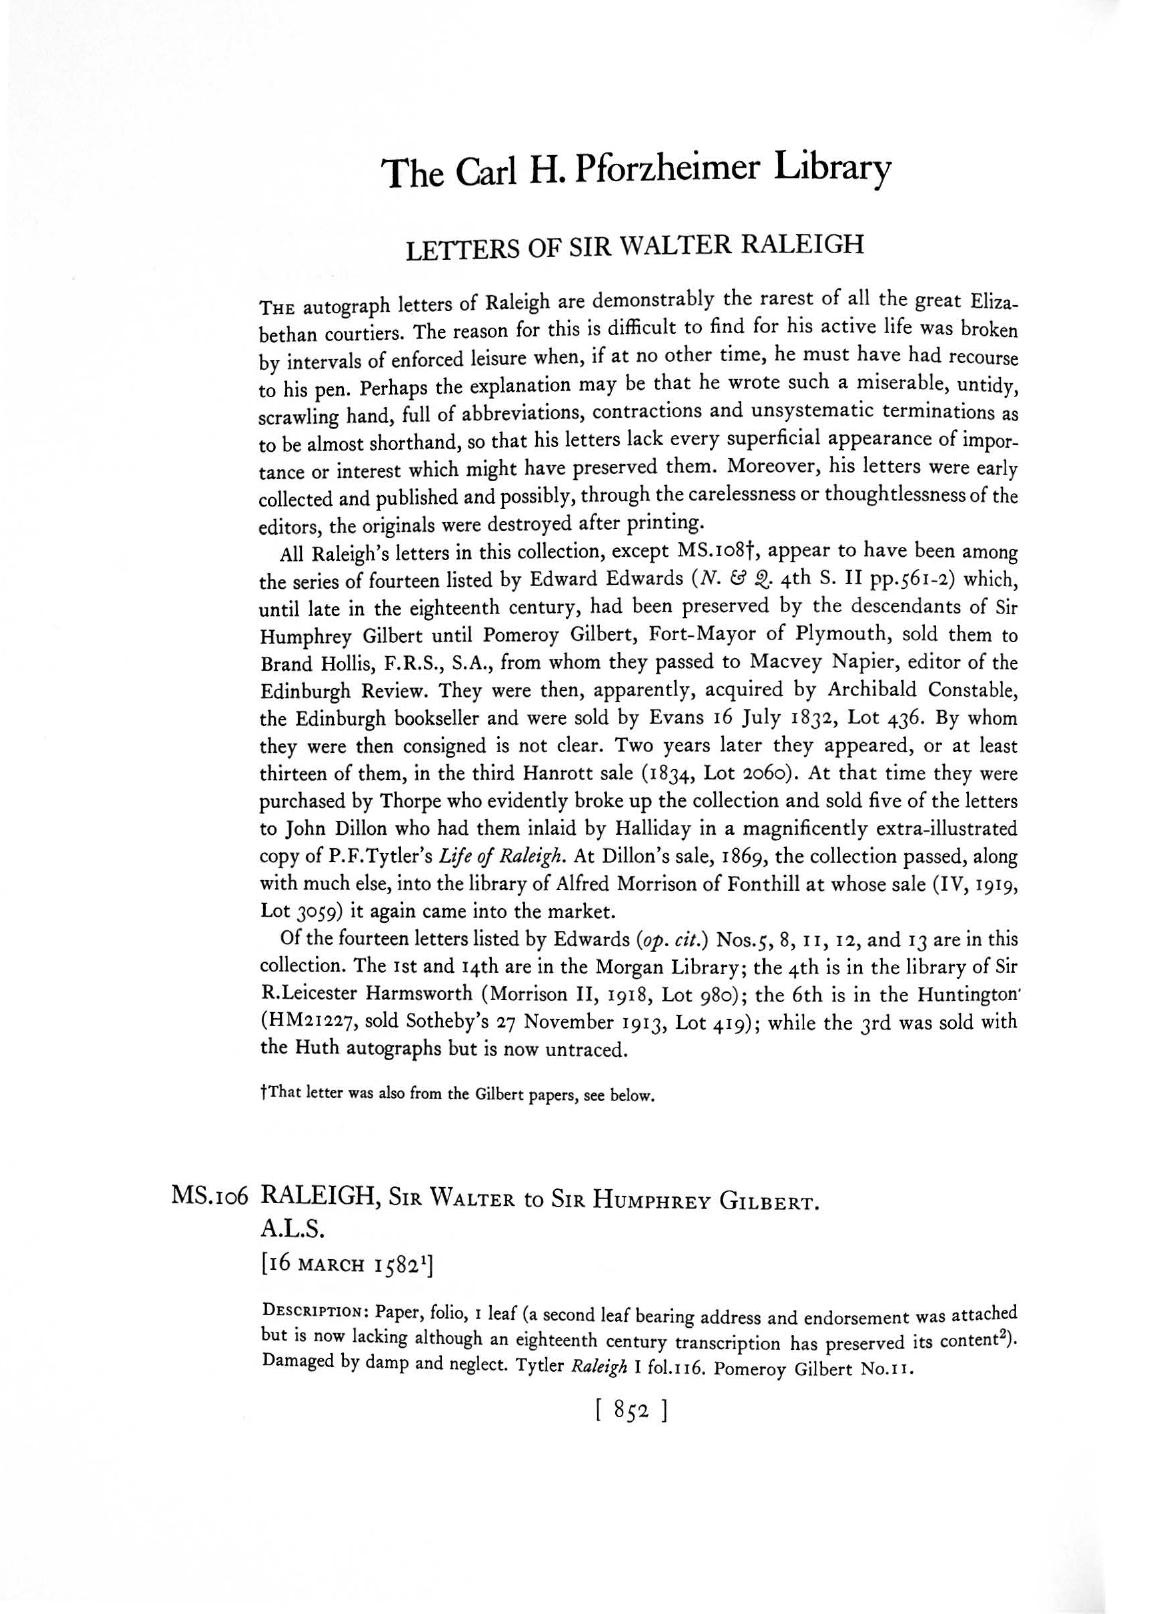 The Carl H. Pforzheimer Library
LETTERS OF SIR WALTER RALEIGH
THE autograph letters of Raleigh are demonstrably the rarest of all the great Eliza-
bethan courtiers. The reason for this is difficult to find for his active life was broken
by intervals of enforced leisure when, if at no other time, he must have had recourse
to his pen. Perhaps the explanation may be that he wrote such a miserable, untidy,
scrawling hand, full of abbreviations, contractions and unsystematic terminations as
to be almost shorthand, so that his letters lack every superficial appearance of impor-
tance or interest which might have preserved them. Moreover, his letters were early
collected and published and possibly, through the carelessness or thoughtlessness of the
editors, the originals were destroyed after printing.
All Raleigh's letters in this collection, except MS.108†, appear to have been among
the series of fourteen listed by Edward Edwards (N. & Q. 4th S. II pp.561-2) which,
until late in the eighteenth century, had been preserved by the descendants of Sir
Humphrey Gilbert until Pomeroy Gilbert, Fort-Mayor of Plymouth, sold them to
Brand Hollis, F.R.S., S.A., from whom they passed to Macvey Napier, editor of the
Edinburgh Review. They were then, apparently, acquired by Archibald Constable,
the Edinburgh bookseller and were sold by Evans 16 July 1832, Lot 436. By whom
they were then consigned is not clear. Two years later they appeared, or at least
thirteen of them, in the third Hanrott sale (1834, Lot 2060). At that time they were
purchased by Thorpe who evidently broke up the collection and sold five of the letters
to John Dillon who had them inlaid by Halliday in a magnificently extra-illustrated
copy of P.F.Tytler's Life of Raleigh. At Dillon's sale, 1869, the collection passed, along
with much else, into the library of Alfred Morrison of Fonthill at whose sale (IV, 1919,
Lot 3059) it again came into the market.
Of the fourteen letters listed by Edwards (op. cit.) Nos.5, 8, 11, 12, and 13 are in this
collection. The 1st and 14th are in the Morgan Library; the 4th is in the library of Sir
R.Leicester Harmsworth (Morrison II, 1918, Lot 980); the 6th is in the Huntington
(HM21227, sold Sotheby's 27 November 1913, Lot 419); while the 3rd was sold with
the Huth autographs but is now untraced.
†That letter was also from the Gilbert papers, see below.
MS.106 RALEIGH, SIR WALTER to SIR HUMPHREY GILBERT.
A.L.S.
[16 MARCH 1582¹]
DESCRIPTION: Paper, folio, 1 leaf (a second leaf bearing address and endorsement was attached
but is now lacking although an eighteenth century transcription has preserved its content²).
Damaged by damp and neglect. Tytler Raleigh I fol.116. Pomeroy Gilbert No.11.
[ 852 ]